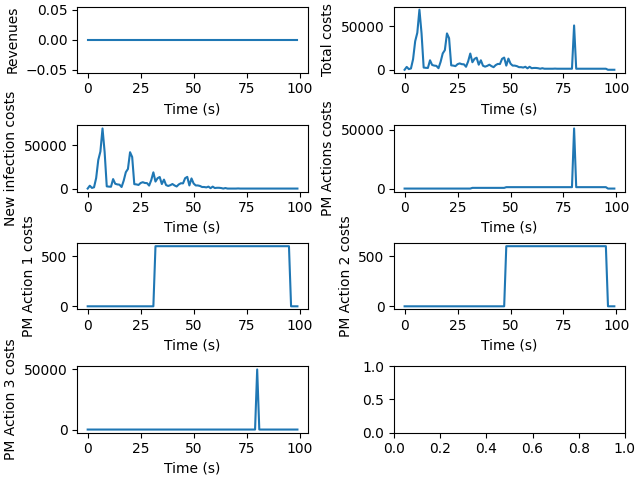 Revenues
0.05
0.00
−0.05
0 25 50 75 100
Time (s)
Total costs
50000
0
0 25 50 75 100
Time (s)
New infection costs
50000
0
0 25 50 75 100
Time (s)
PM Actions costs
50000
0
0 25 50 75 100
Time (s)
PM Action 1 costs
500
0
0 25 50 75 100
Time (s)
PM Action 2 costs
500
0
0 25 50 75 100
Time (s)
PM Action 3 costs
50000
0
0 25 50 75 100
Time (s)
1.0
0.5
0.0
0.0 0.2 0.4 0.6 0.8 1.0